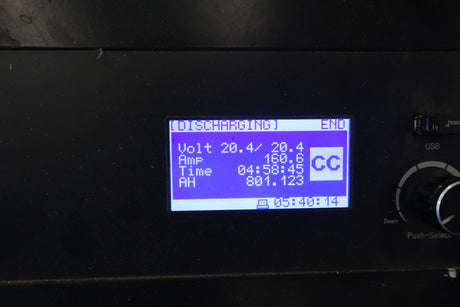 [DISCHARGING] END
Volt 20.4/ 20.4
Amp 160.6
Time 04:58:45
AH 801.123
CC
05:40:14
USB
Down
Push-Select